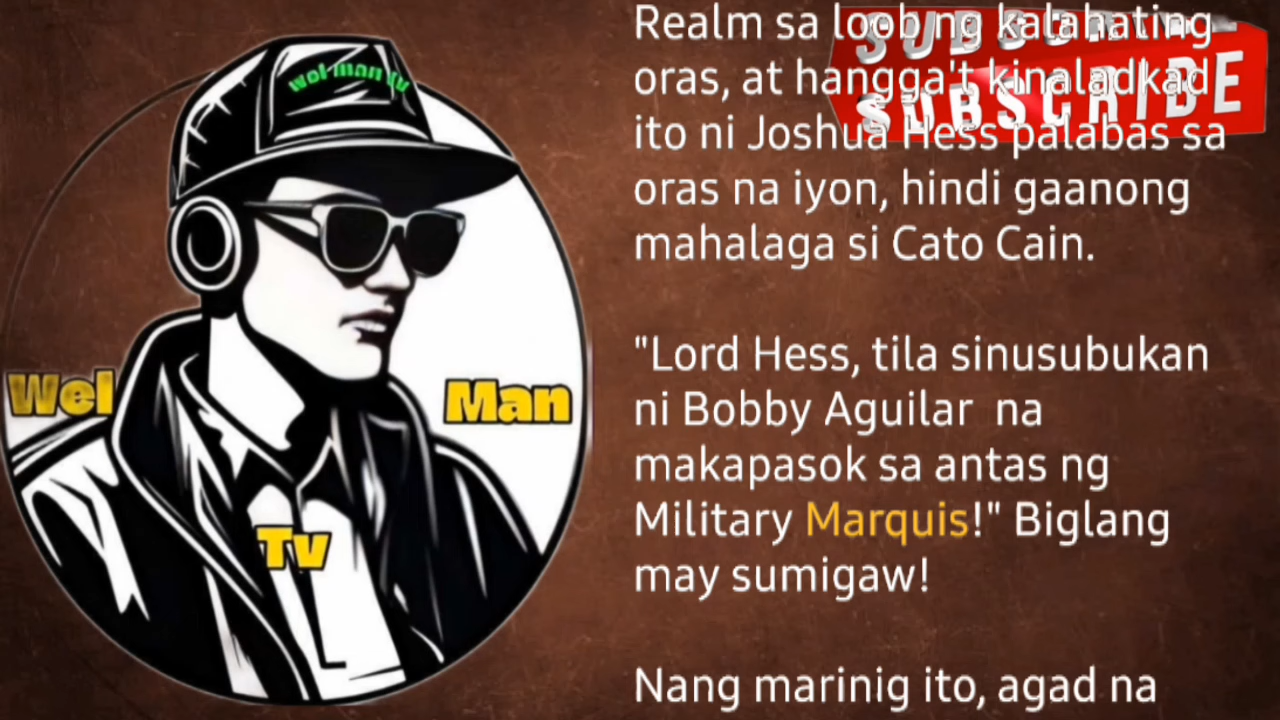 wel man tv
Wel
Man
Tv
SUBSCRIBE
Realm sa loob ng kalahating
oras, at hangga't kinaladkad
ito ni Joshua Hess palabas sa
oras na iyon, hindi gaanong
mahalaga si Cato Cain.
"Lord Hess, tila sinusubukan
ni Bobby Aguilar na
makapasok sa antas ng
Military Marquis!" Biglang
may sumigaw!
Nang marinig ito, agad na